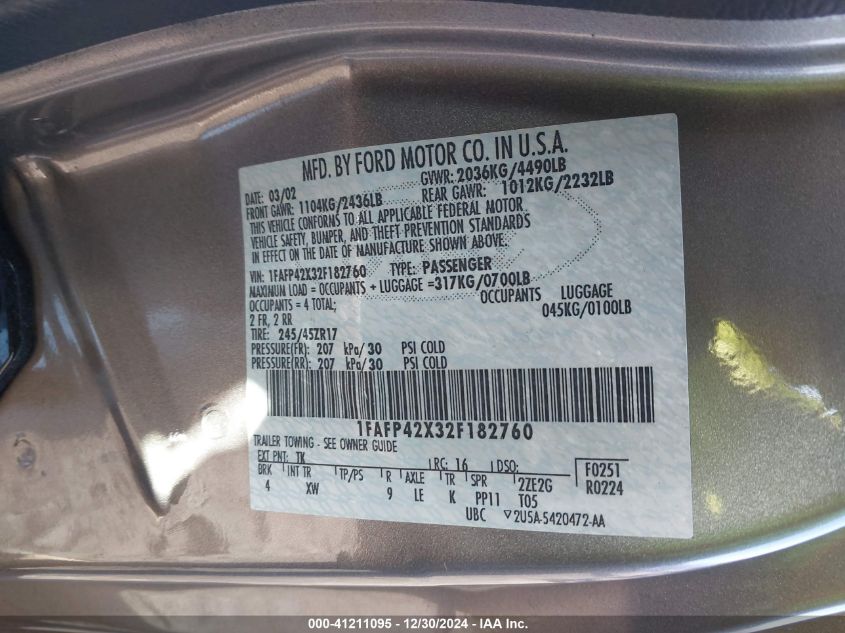 MFD. BY FORD MOTOR CO. IN U.S.A.
DATE: 03/02 GVWR: 2036KG/4490LB
FRONT GAWR: 1104KG/2436LB REAR GAWR: 1012KG/2232LB
THIS VEHICLE CONFORMS TO ALL APPLICABLE FEDERAL MOTOR
VEHICLE SAFETY, BUMPER, AND THEFT PREVENTION STANDARDS
IN EFFECT ON THE DATE OF MANUFACTURE SHOWN ABOVE.
VIN: 1FAFP42X32F182760 TYPE: PASSENGER
MAXIMUM LOAD = OCCUPANTS + LUGGAGE =317KG/0700LB
OCCUPANTS = 4 TOTAL; OCCUPANTS LUGGAGE
2 FR, 2 RR 045KG/0100LB
TIRE: 245/45ZR17
PRESSURE(FR): 207 kPa/30 PSI COLD
PRESSURE(RR): 207 kPa/30 PSI COLD
1FAFP42X32F182760
TRAILER TOWING - SEE OWNER GUIDE
EXT PNT: TK RC: 16 DSO: F0251
BRK INT TR TP/PS R AXLE TR SPR 2ZE2G R0224
4 XW 9 LE K PP11 T05
UBC ▽2U5A-5420472-AA
000-41211095 - 12/30/2024 - IAA Inc.